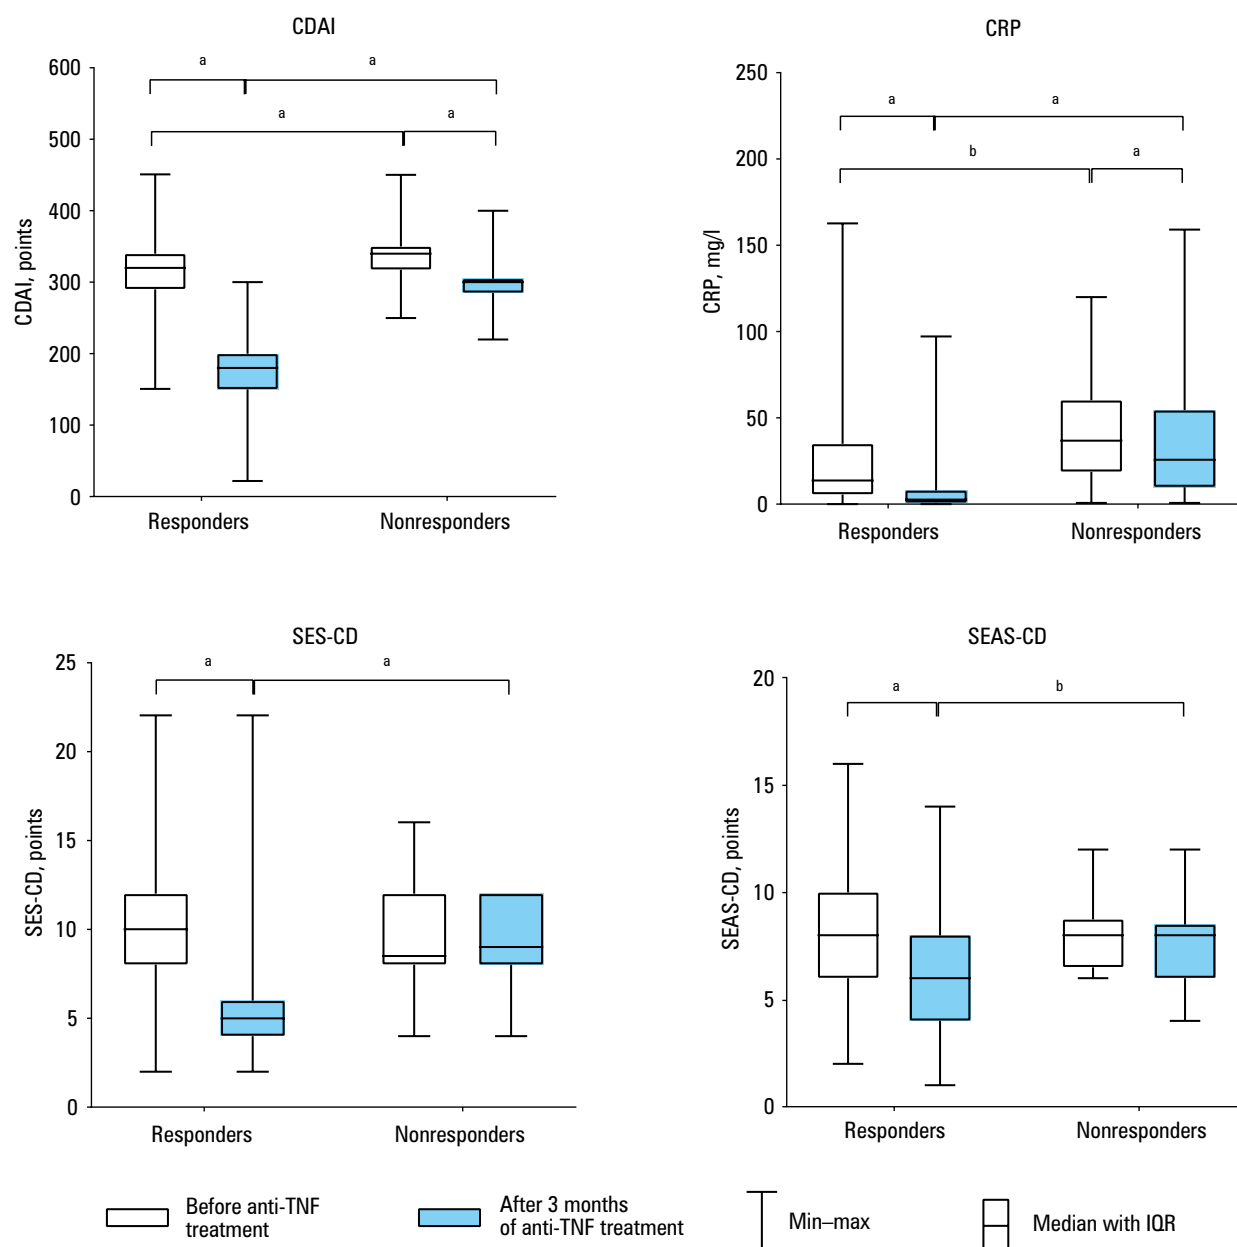 CDAI
600
500
400
300
200
100
0
CDAI, points
a
a
a
a
Responders
Nonresponders
CRP
250
200
150
100
50
0
CRP, mg/l
a
a
b
a
Responders
Nonresponders
SES-CD
25
20
15
10
5
0
SES-CD, points
a
a
Responders
Nonresponders
SEAS-CD
20
15
10
5
0
SEAS-CD, points
a
b
Responders
Nonresponders
Before anti-TNF
treatment
After 3 months
of anti-TNF treatment
Min–max
Median with IQR